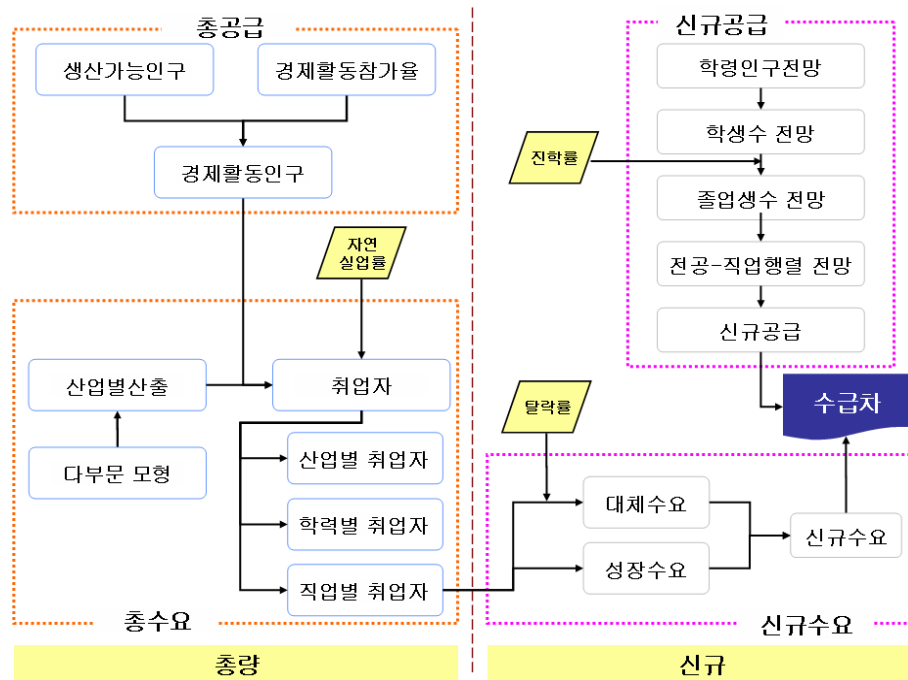 총공급
생산가능인구
경제활동참가율
경제활동인구
자연
실업률
산업별산출
취업자
다부문 모형
산업별 취업자
학력별 취업자
직업별 취업자
총수요
총량
신규공급
학령인구전망
학생수 전망
진학률
졸업생수 전망
전공-직업행렬 전망
신규공급
수급차
탈락률
대체수요
성장수요
신규수요
신규수요
신규